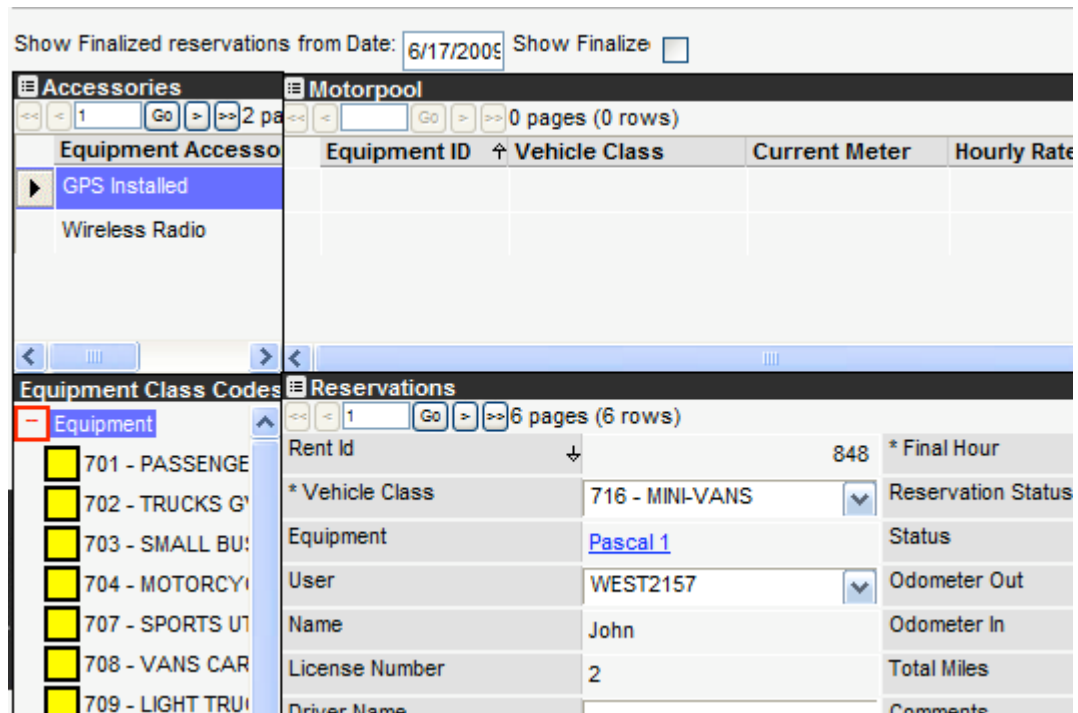 Show Finalized reservations from Date: 6/17/2009 Show Finalize
Accessories
<< < 1 Go > >> 2 pa
Equipment Accesso
GPS Installed
Wireless Radio
Motorpool
<< < Go > >> 0 pages (0 rows)
Equipment ID Vehicle Class Current Meter Hourly Rate
Equipment Class Codes
Equipment
701 - PASSENGE
702 - TRUCKS G
703 - SMALL BU
704 - MOTORCY
707 - SPORTS UT
708 - VANS CAR
709 - LIGHT TRU
Reservations
<< < 1 Go > >> 6 pages (6 rows)
Rent Id 848 * Final Hour
* Vehicle Class 716 - MINI-VANS Reservation Status
Equipment Pascal 1 Status
User WEST2157 Odometer Out
Name John Odometer In
License Number 2 Total Miles
Driver Name Comments